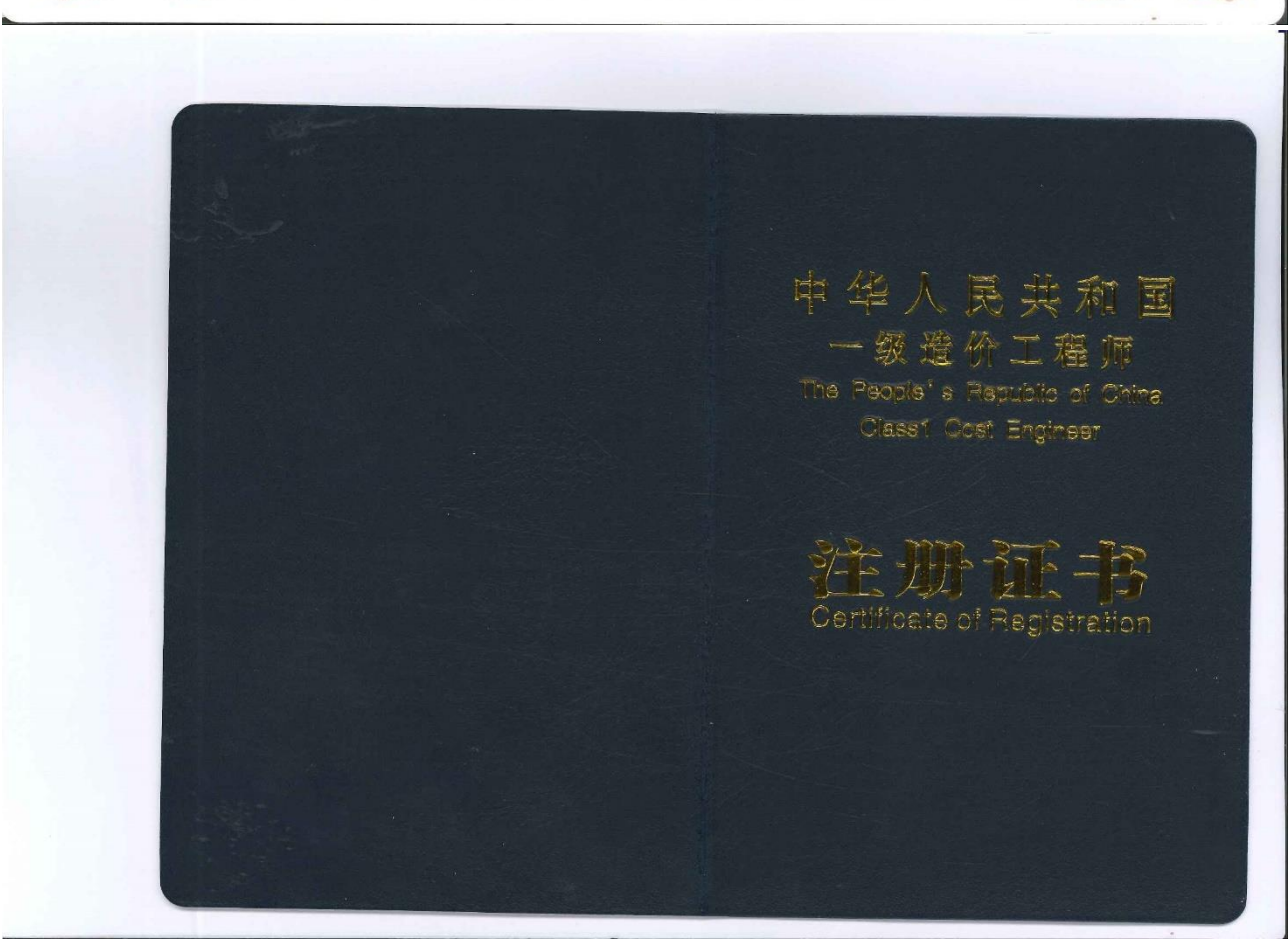 中华人民共和国
一级造价工程师
The People's Republic of China
Class1 Cost Engineer
注册证书
Certificate of Registration